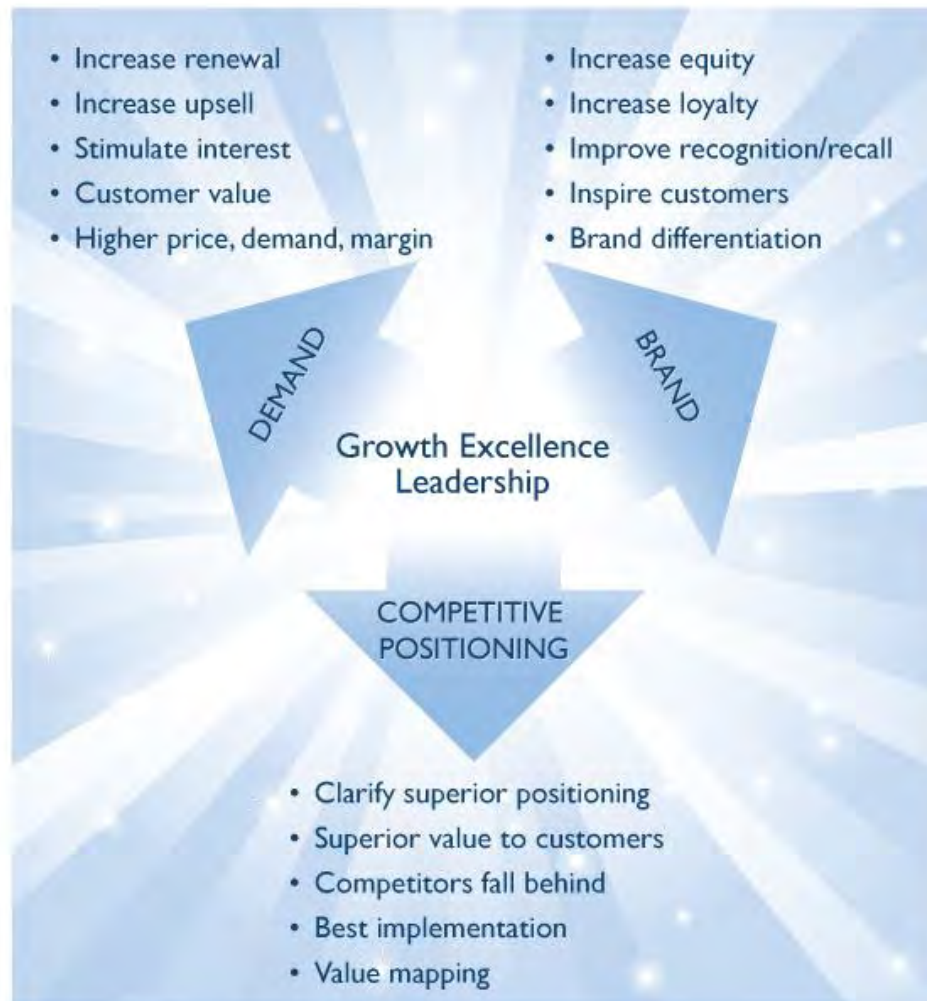 • Increase renewal
• Increase upsell
• Stimulate interest
• Customer value
• Higher price, demand, margin
• Increase equity
• Increase loyalty
• Improve recognition/recall
• Inspire customers
• Brand differentiation
DEMAND
BRAND
Growth Excellence
Leadership
COMPETITIVE
POSITIONING
• Clarify superior positioning
• Superior value to customers
• Competitors fall behind
• Best implementation
• Value mapping